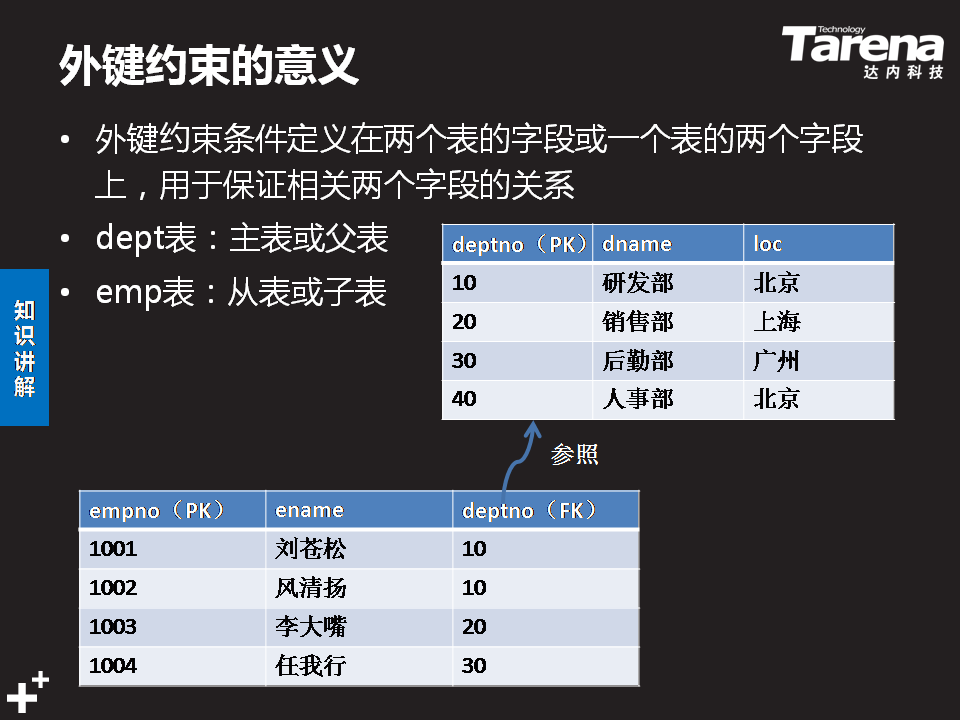 外键约束的意义
Technology
Tarena
达内科技
• 外键约束条件定义在两个表的字段或一个表的两个字段
上，用于保证相关两个字段的关系
• dept表：主表或父表
• emp表：从表或子表
知识讲解
deptno（PK） dname loc
10 研发部 北京
20 销售部 上海
30 后勤部 广州
40 人事部 北京
参照
empno（PK） ename deptno（FK）
1001 刘苍松 10
1002 风清扬 10
1003 李大嘴 20
1004 任我行 30